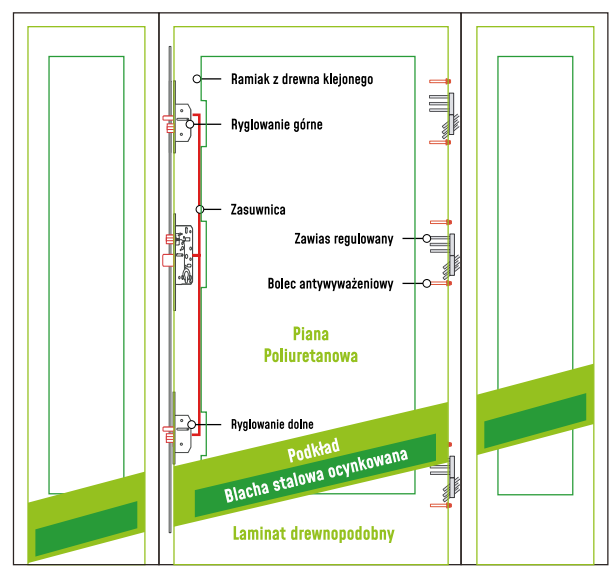 Ramiak z drewna klejonego
Ryglowanie górne
Zasuwnica
Zawias regulowany
Bolec antywyważeniowy
Piana
Poliuretanowa
Ryglowanie dolne
Podkład
Blacha stalowa ocynkowana
Laminat drewnopodobny